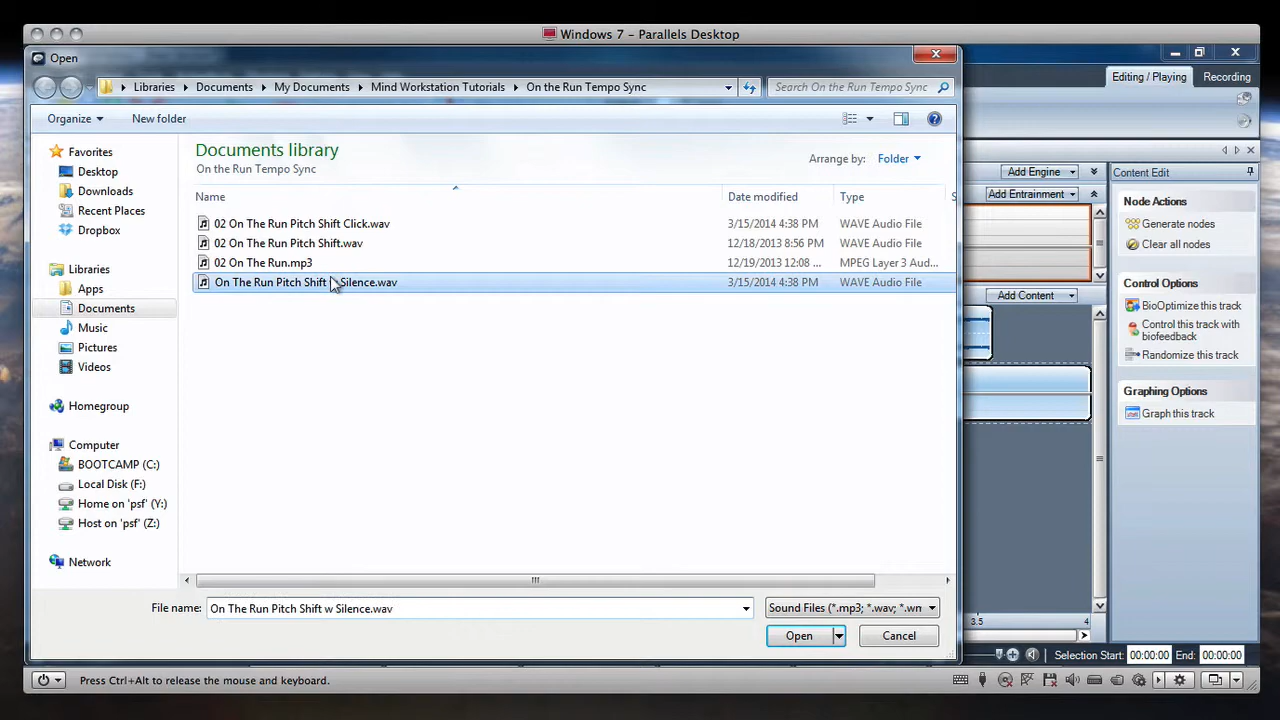 Windows 7 - Parallels Desktop
Open
Libraries Documents My Documents Mind Workstation Tutorials On the Run Tempo Sync
Search On the Run Tempo Sync
Editing / Playing Recording
Organize New folder
Documents library
On the Run Tempo Sync
Arrange by: Folder
Name Date modified Type S
02 On The Run Pitch Shift Click.wav 3/15/2014 4:38 PM WAVE Audio File
02 On The Run Pitch Shift.wav 12/18/2013 8:56 PM WAVE Audio File
02 On The Run.mp3 12/19/2013 12:08 ... MPEG Layer 3 Aud...
On The Run Pitch Shift Silence.wav 3/15/2014 4:38 PM WAVE Audio File
Favorites
Desktop
Downloads
Recent Places
Dropbox
Libraries
Apps
Documents
Music
Pictures
Videos
Homegroup
Computer
BOOTCAMP (C:)
Local Disk (F:)
Home on 'psf' (Y:)
Host on 'psf' (Z:)
Network
File name: On The Run Pitch Shift w Silence.wav
Sound Files (*.mp3; *.wav; *.wn
Open Cancel
Add Engine
Add Entrainment
Add Content
Content Edit
Node Actions
Generate nodes
Clear all nodes
Control Options
BioOptimize this track
Control this track with
biofeedback
Randomize this track
Graphing Options
Graph this track
3.5 4
Selection Start: 00:00:00 End: 00:00:00
Press Ctrl+Alt to release the mouse and keyboard.